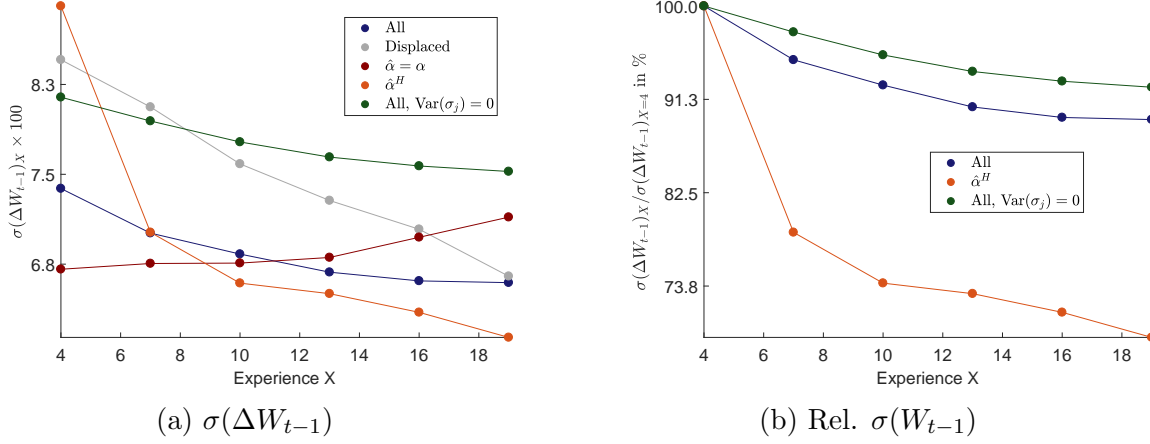 σ(ΔW_{t−1})_X × 100
8.3
7.5
6.8
4 6 8 10 12 14 16 18
Experience X
All
Displaced
α̂ = α
α̂^H
All, Var(σ_j) = 0
(a) σ(ΔW_{t−1})
σ(ΔW_{t−1})_X/σ(ΔW_{t−1})_{X=4} in %
100.0
91.3
82.5
73.8
4 6 8 10 12 14 16 18
Experience X
All
α̂^H
All, Var(σ_j) = 0
(b) Rel. σ(W_{t−1})